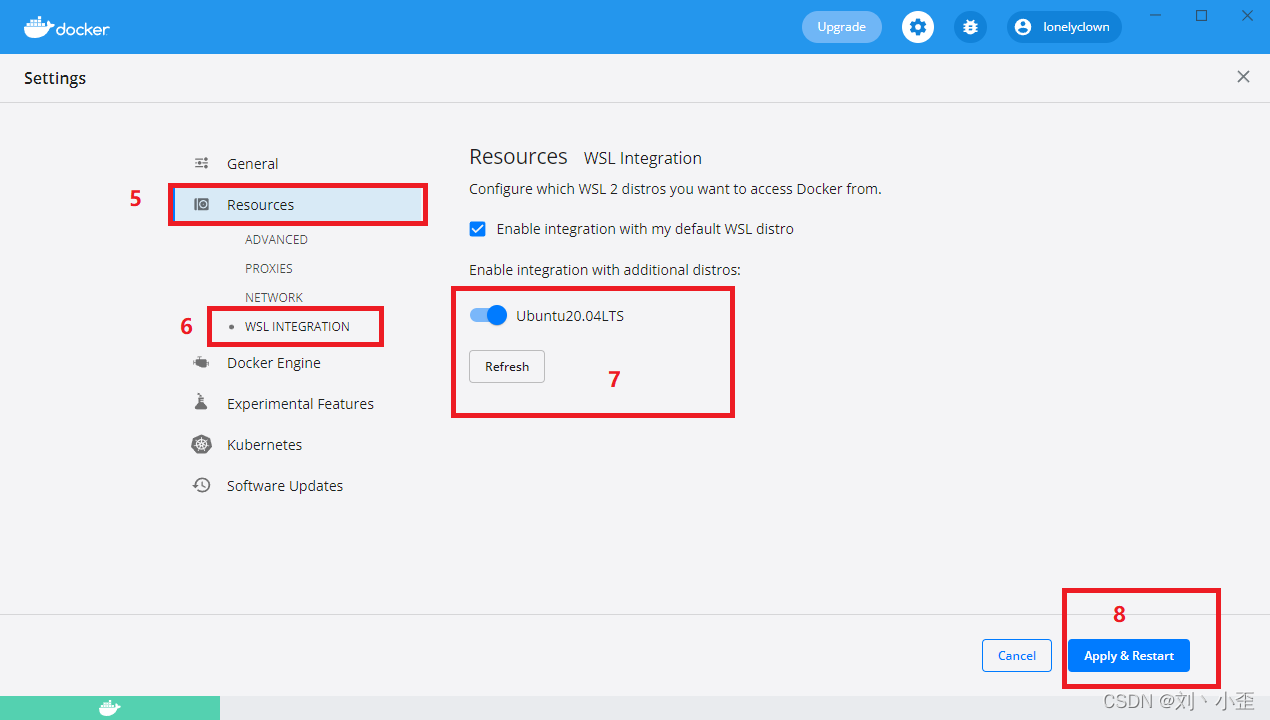 docker
Upgrade
lonelyclown
Settings
General
5
Resources
ADVANCED
PROXIES
NETWORK
6
WSL INTEGRATION
Docker Engine
Experimental Features
Kubernetes
Software Updates
Resources WSL Integration
Configure which WSL 2 distros you want to access Docker from.
Enable integration with my default WSL distro
Enable integration with additional distros:
Ubuntu20.04LTS
Refresh
7
8
Cancel
Apply & Restart
CSDN @刘丶小歪